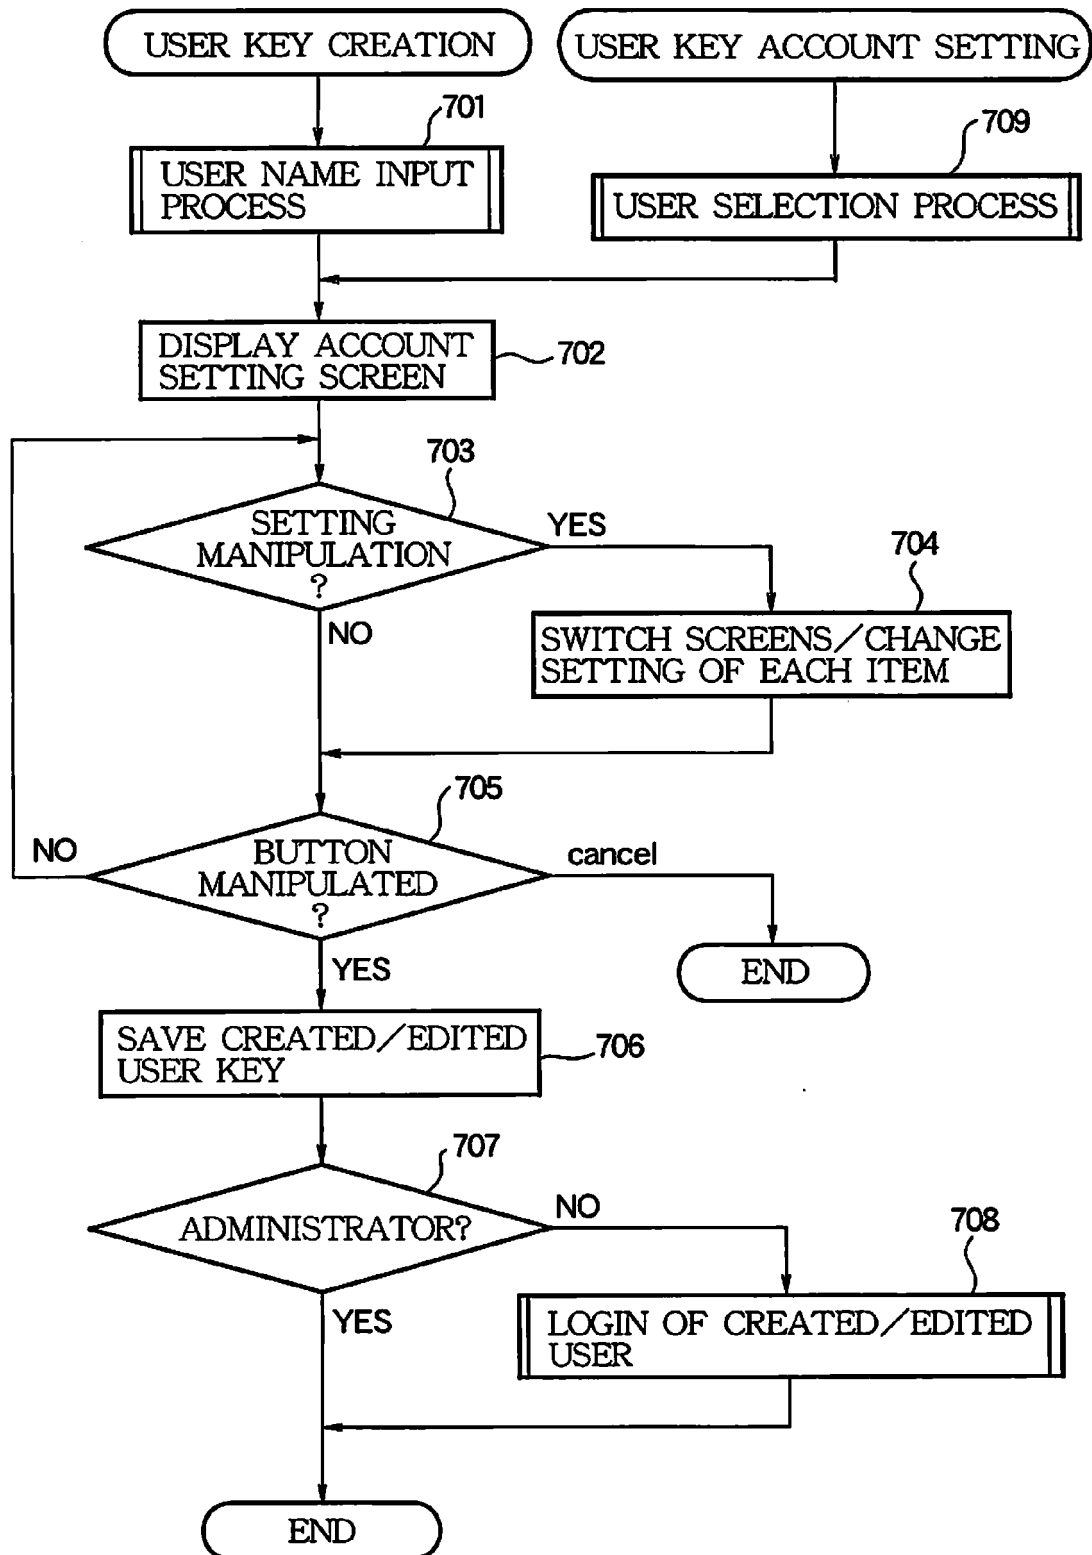 USER KEY CREATION
USER KEY ACCOUNT SETTING
701
709
USER NAME INPUT
PROCESS
USER SELECTION PROCESS
DISPLAY ACCOUNT
SETTING SCREEN
702
703
SETTING
MANIPULATION
?
YES
NO
704
SWITCH SCREENS/CHANGE
SETTING OF EACH ITEM
705
NO
BUTTON
MANIPULATED
?
cancel
END
YES
SAVE CREATED/EDITED
USER KEY
706
707
ADMINISTRATOR?
NO
YES
708
LOGIN OF CREATED/EDITED
USER
END